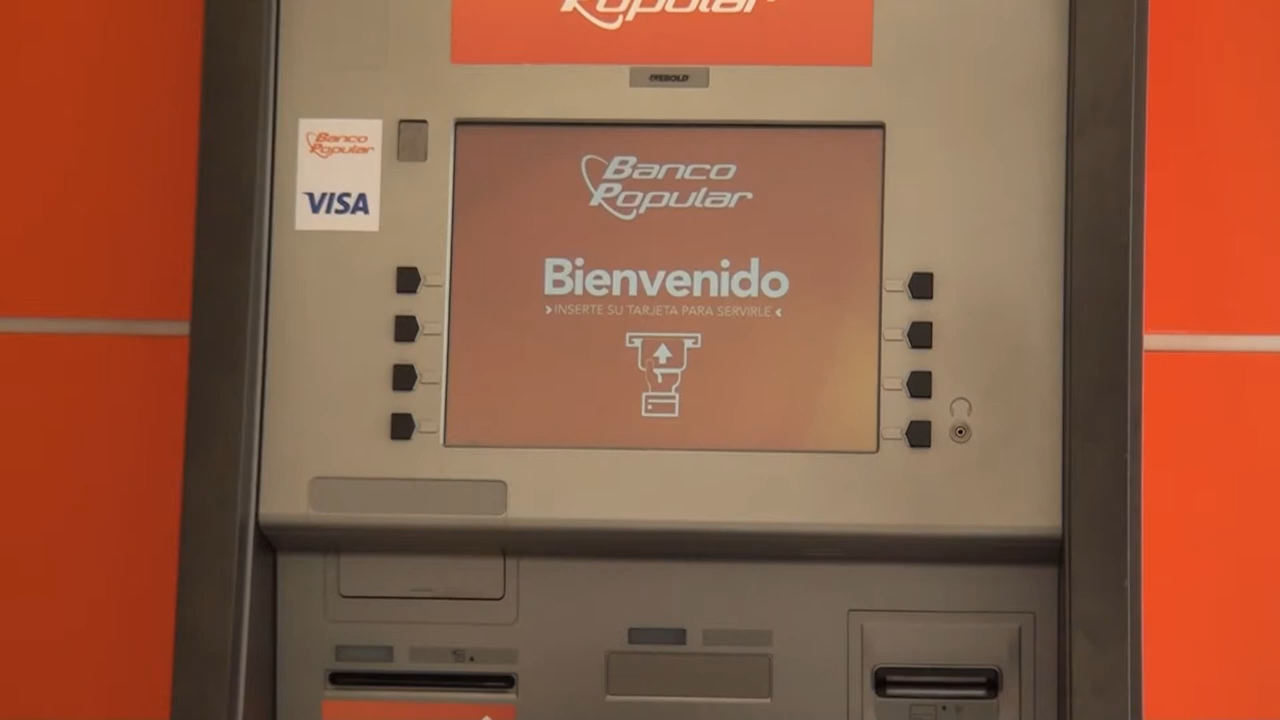 Popular
DIEBOLD
Banco
Popular
VISA
Banco
Popular
Bienvenido
›INSERTE SU TARJETA PARA SERVIRLE‹